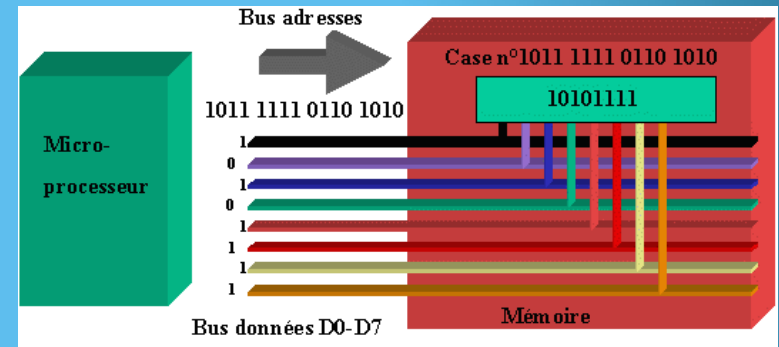 Bus adresses
Case n°1011 1111 0110 1010
10101111
1011 1111 0110 1010
Micro-
processeur
1
0
1
0
1
1
1
1
Mémoire
Bus données D0-D7